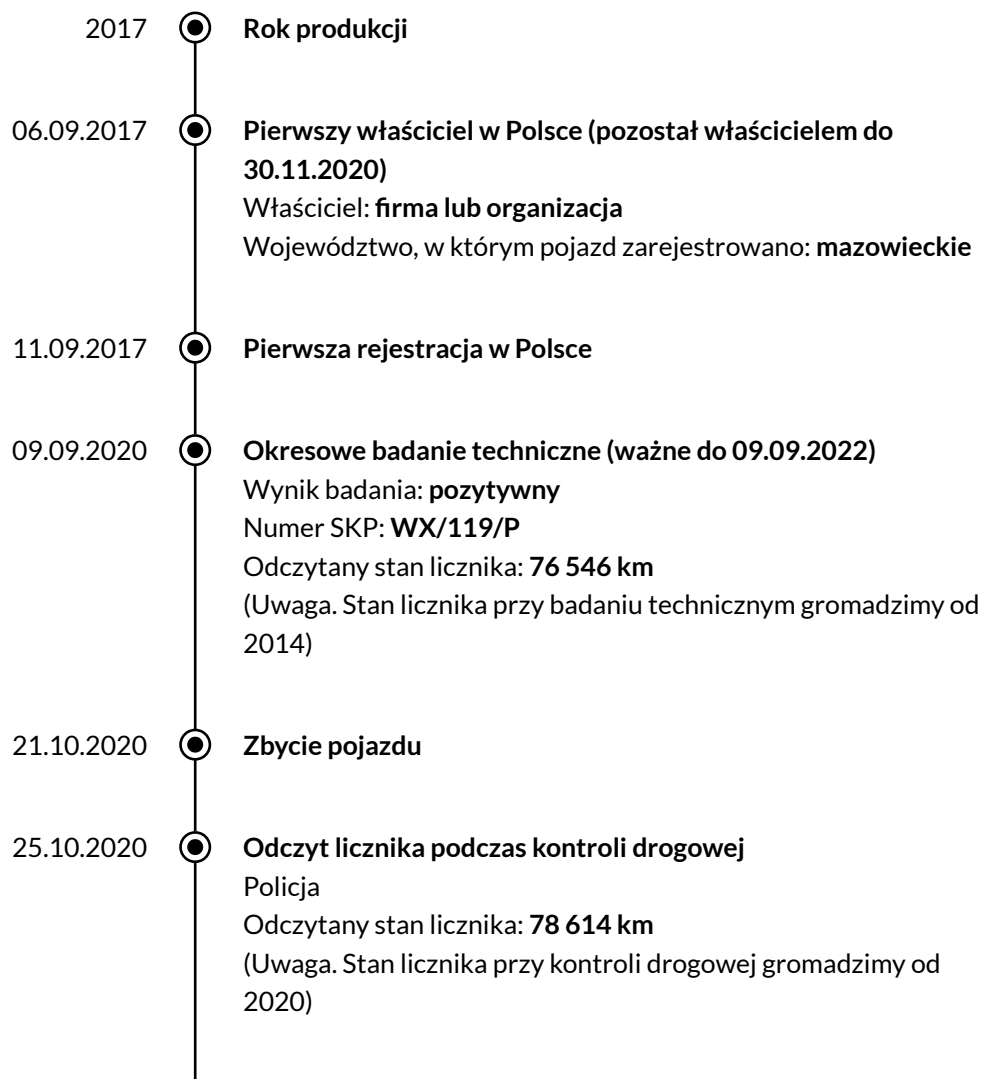 2017 Rok produkcji
06.09.2017 Pierwszy właściciel w Polsce (pozostał właścicielem do
30.11.2020)
Właściciel: firma lub organizacja
Województwo, w którym pojazd zarejestrowano: mazowieckie
11.09.2017 Pierwsza rejestracja w Polsce
09.09.2020 Okresowe badanie techniczne (ważne do 09.09.2022)
Wynik badania: pozytywny
Numer SKP: WX/119/P
Odczytany stan licznika: 76 546 km
(Uwaga. Stan licznika przy badaniu technicznym gromadzimy od
2014)
21.10.2020 Zbycie pojazdu
25.10.2020 Odczyt licznika podczas kontroli drogowej
Policja
Odczytany stan licznika: 78 614 km
(Uwaga. Stan licznika przy kontroli drogowej gromadzimy od
2020)